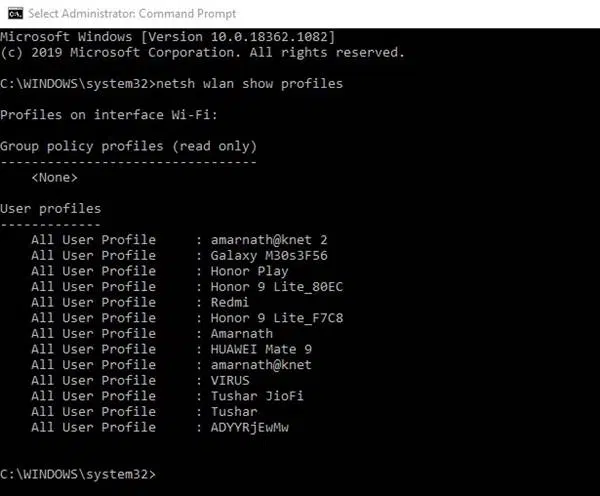 Select Administrator: Command Prompt
Microsoft Windows [Version 10.0.18362.1082]
(c) 2019 Microsoft Corporation. All rights reserved.
C:\WINDOWS\system32>netsh wlan show profiles
Profiles on interface Wi-Fi:
Group policy profiles (read only)
---------------------------------
    <None>
User profiles
-------------
    All User Profile     : amarnath@knet 2
    All User Profile     : Galaxy M30s3F56
    All User Profile     : Honor Play
    All User Profile     : Honor 9 Lite_80EC
    All User Profile     : Redmi
    All User Profile     : Honor 9 Lite_F7C8
    All User Profile     : Amarnath
    All User Profile     : HUAWEI Mate 9
    All User Profile     : amarnath@knet
    All User Profile     : VIRUS
    All User Profile     : Tushar JioFi
    All User Profile     : Tushar
    All User Profile     : ADYYRjEwMw
C:\WINDOWS\system32>